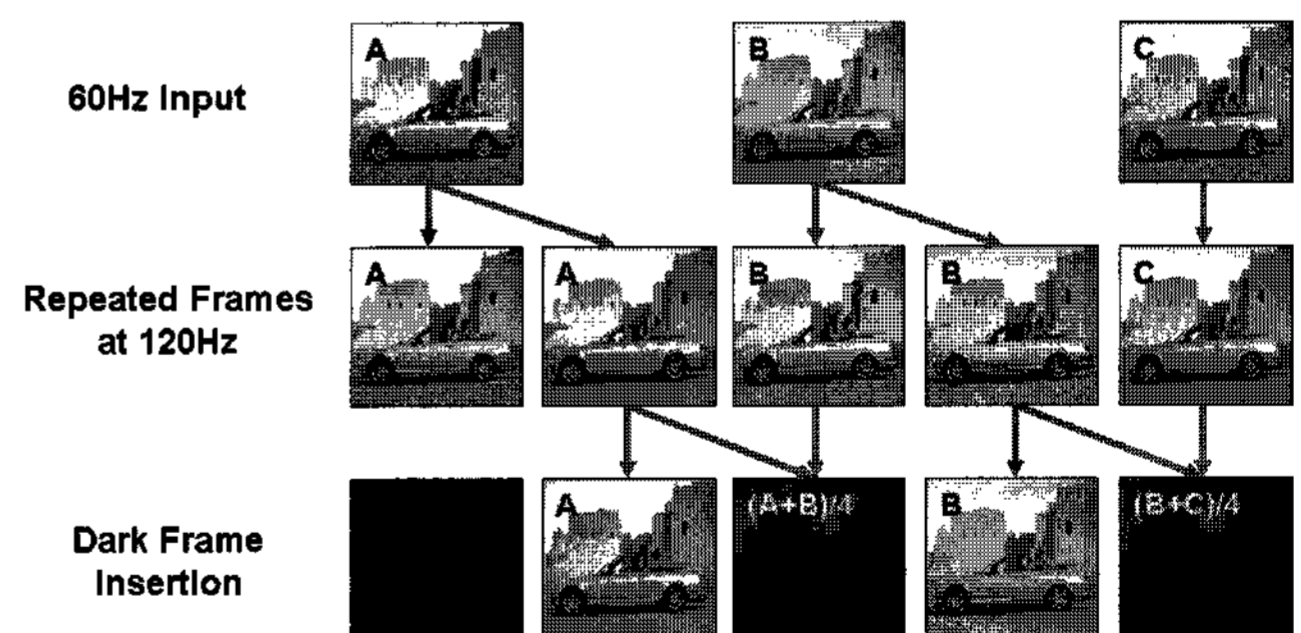 60Hz Input
A
B
C
Repeated Frames
at 120Hz
A
A
B
B
C
Dark Frame
Insertion
A
(A+B)/4
B
(B+C)/4